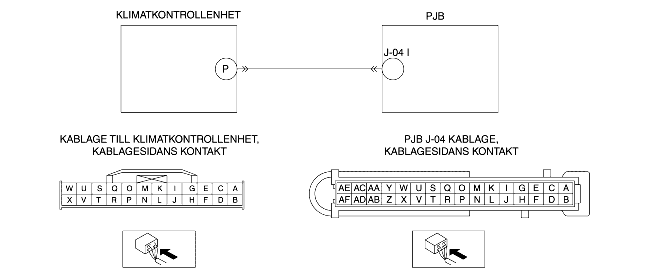 KLIMATKONTROLLENHET
PJB
J-04 I
P
KABLAGE TILL KLIMATKONTROLLENHET,
KABLAGESIDANS KONTAKT
PJB J-04 KABLAGE,
KABLAGESIDANS KONTAKT
W U S Q O M K I G E C A
X V T R P N L J H F D B
AE AC AA Y W U S Q O M K I G E C A
AF AD AB Z X V T R P N L J H F D B